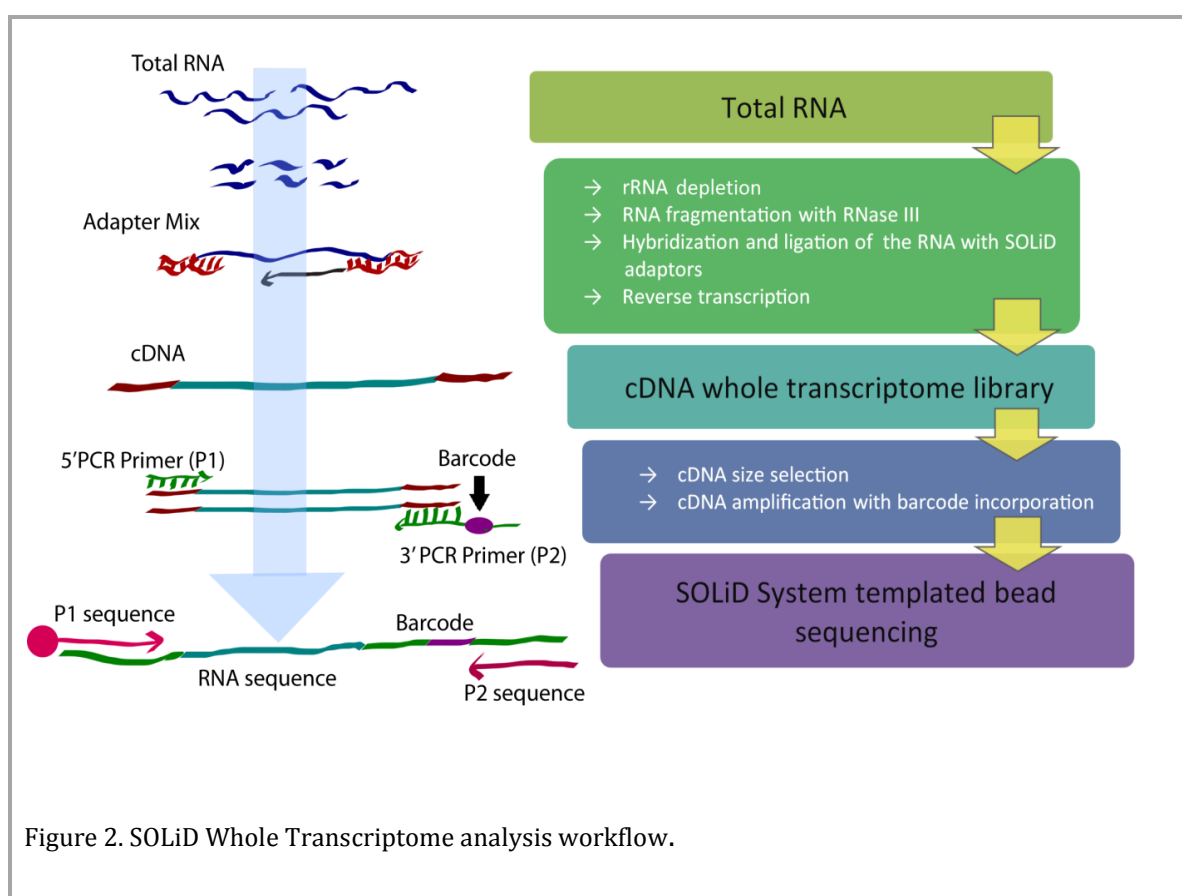 Total RNA
Adapter Mix
cDNA
5'PCR Primer (P1)
Barcode
3' PCR Primer (P2)
P1 sequence
Barcode
RNA sequence
P2 sequence
Total RNA
→ rRNA depletion
→ RNA fragmentation with RNase III
→ Hybridization and ligation of the RNA with SOLiD
adaptors
→ Reverse transcription
cDNA whole transcriptome library
→ cDNA size selection
→ cDNA amplification with barcode incorporation
SOLiD System templated bead
sequencing
Figure 2. SOLiD Whole Transcriptome analysis workflow.